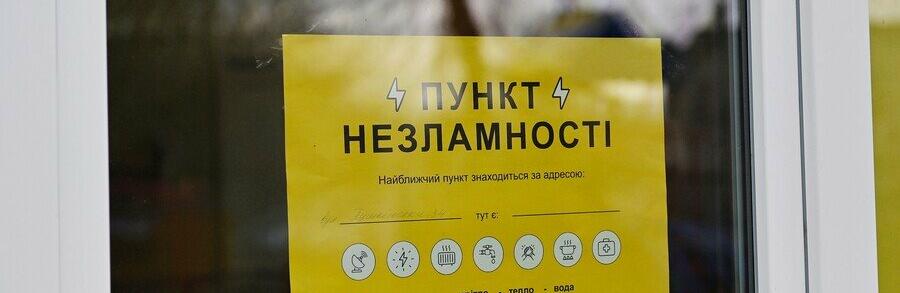 ПУНКТ
НЕЗЛАМНОСТІ
Найближчий пункт знаходиться за адресою:
тут є:
тепло - вода